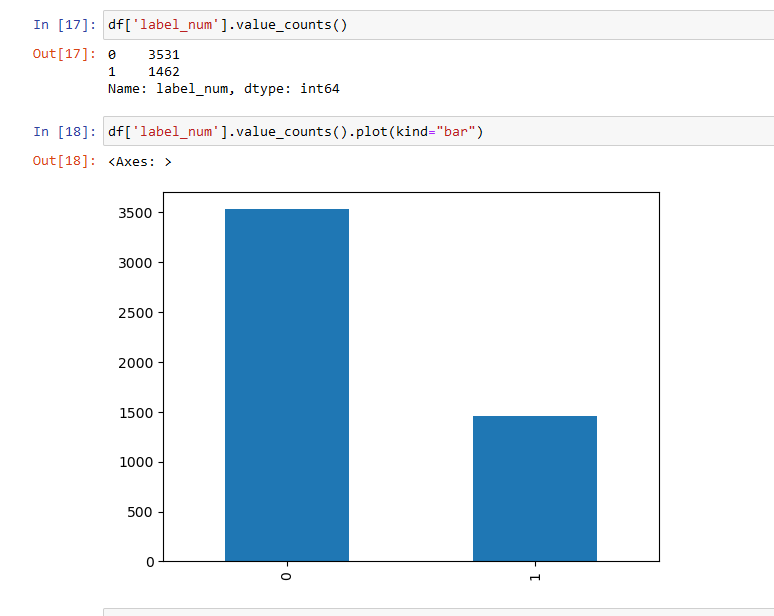 In [17]: df['label_num'].value_counts()
Out[17]: 0    3531
1    1462
Name: label_num, dtype: int64
In [18]: df['label_num'].value_counts().plot(kind="bar")
Out[18]: <Axes: >
3500
3000
2500
2000
1500
1000
500
0
0 1